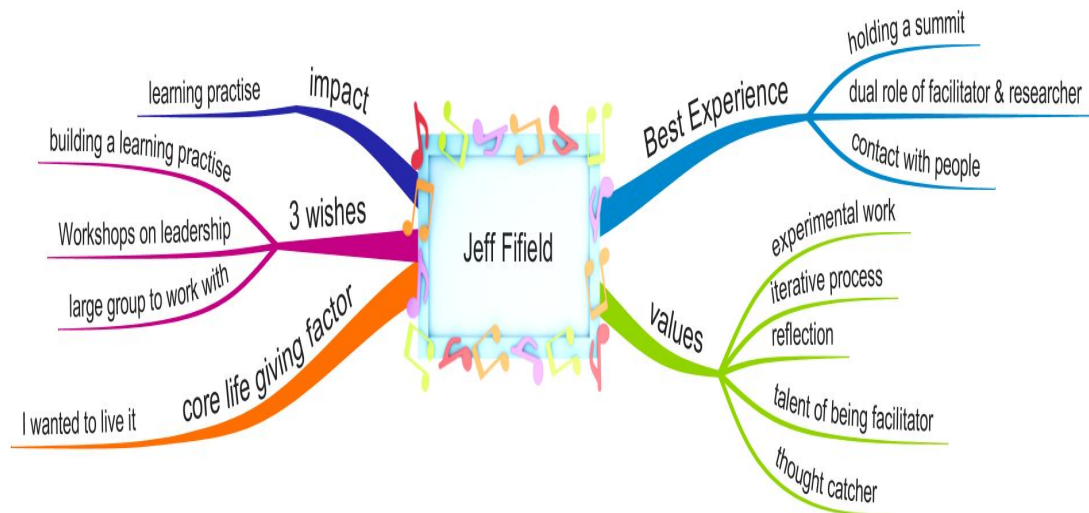 Jeff Fifield
Best Experience
holding a summit
dual role of facilitator & researcher
contact with people
values
experimental work
iterative process
reflection
talent of being facilitator
thought catcher
core life giving factor
I wanted to live it
3 wishes
building a learning practise
Workshops on leadership
large group to work with
impact
learning practise